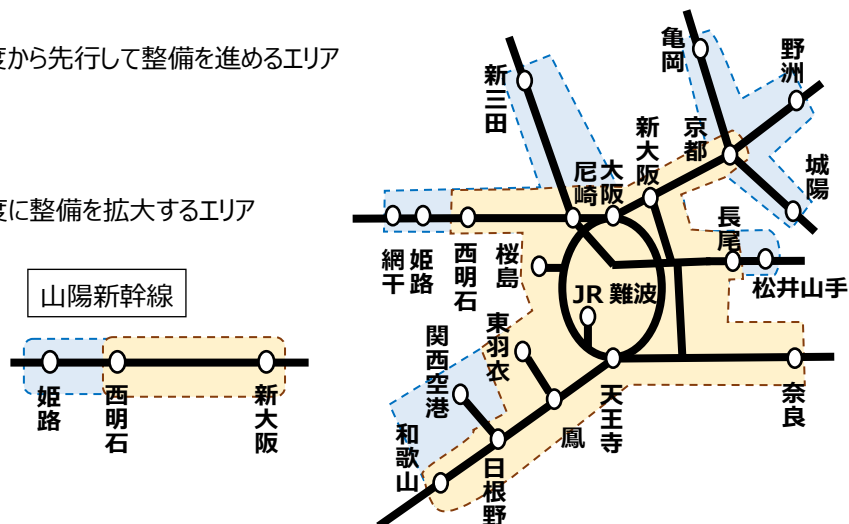 度から先行して整備を進めるエリア
度に整備を拡大するエリア
山陽新幹線
姫路
西明石
新大阪
亀岡
野洲
新三田
新大阪
京都
尼崎
大阪
城陽
長尾
網干
姫路
西明石
桜島
松井山手
JR 難波
関西空港
東羽衣
和歌山
日根野
鳳
天王寺
奈良